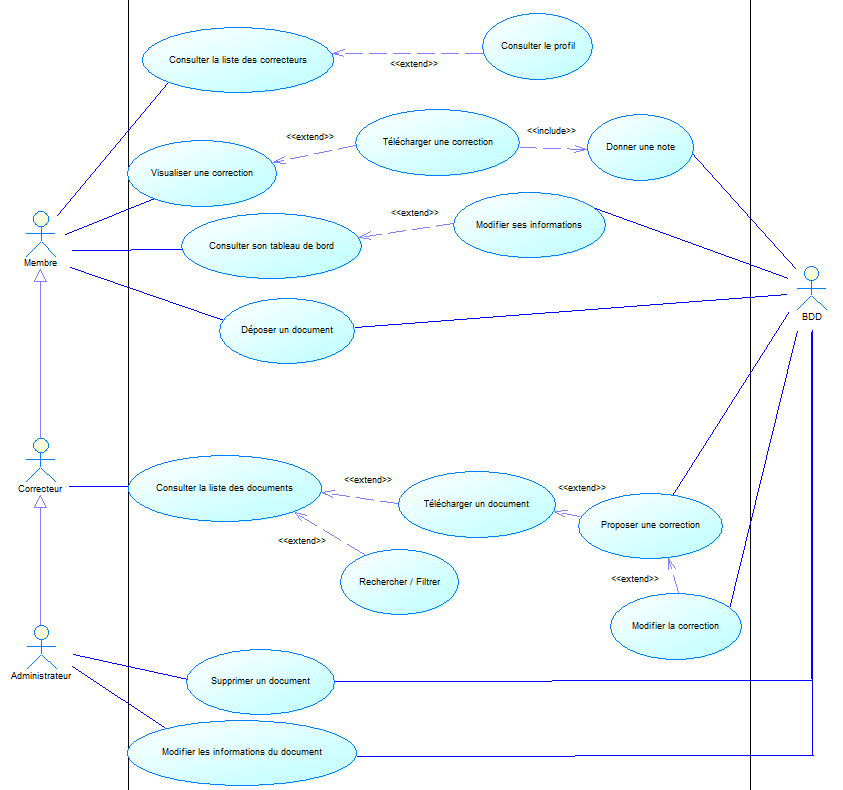 Consulter la liste des correcteurs
<<extend>>
Consulter le profil
Visualiser une correction
<<extend>>
Télécharger une correction
<<include>>
Donner une note
Membre
Consulter son tableau de bord
<<extend>>
Modifier ses informations
BDD
Déposer un document
Correcteur
Consulter la liste des documents
<<extend>>
Télécharger un document
<<extend>>
Proposer une correction
<<extend>>
Rechercher / Filtrer
<<extend>>
Modifier la correction
Administrateur
Supprimer un document
Modifier les informations du document